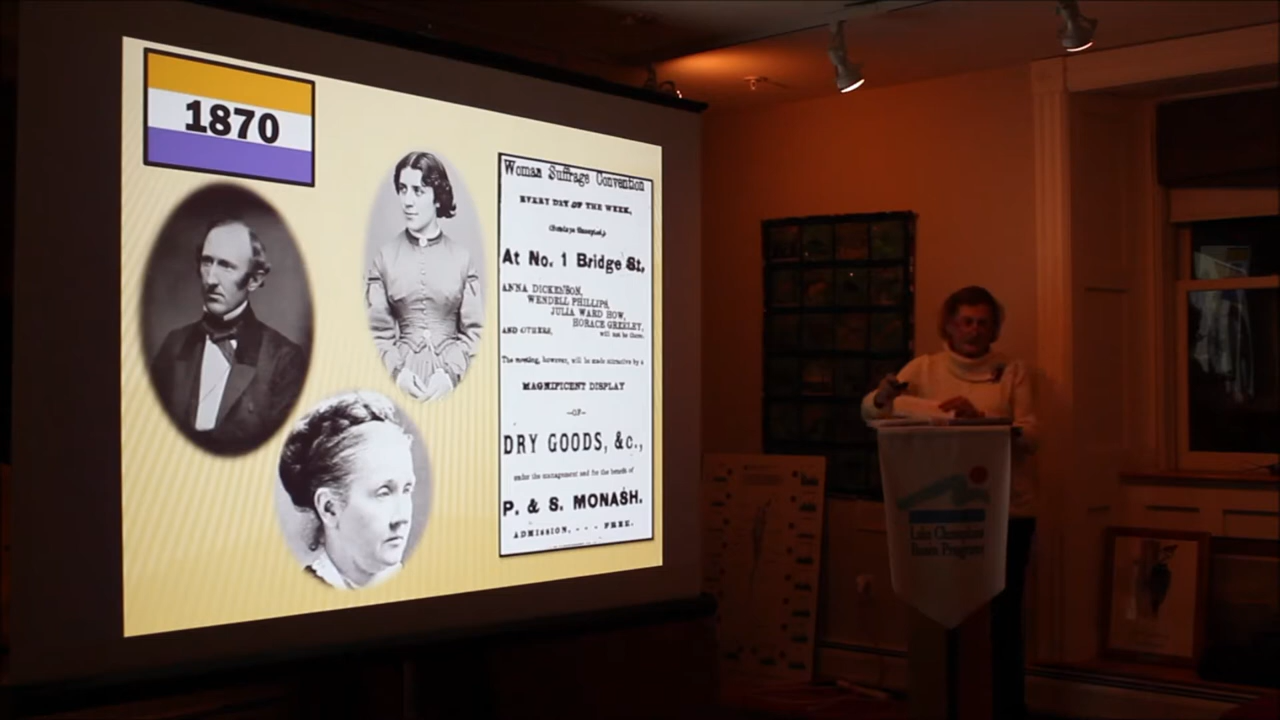 1870
Woman Suffrage Convention
EVERY DAY OF THE WEEK,
(Sundays Excepted),
At No. 1 Bridge St,
ANNA DICKENSON,
WENDELL PHILLIPS,
JULIA WARD HOW,
HORACE GREELEY,
AND OTHERS,
will not be there.
The meeting, however, will be made attractive by a
MAGNIFICENT DISPLAY
—OF—
DRY GOODS, &c.,
under the management and for the benefit of
P. & S. MONASH.
ADMISSION, - - - FREE.
Lake Champlain
Basin Program